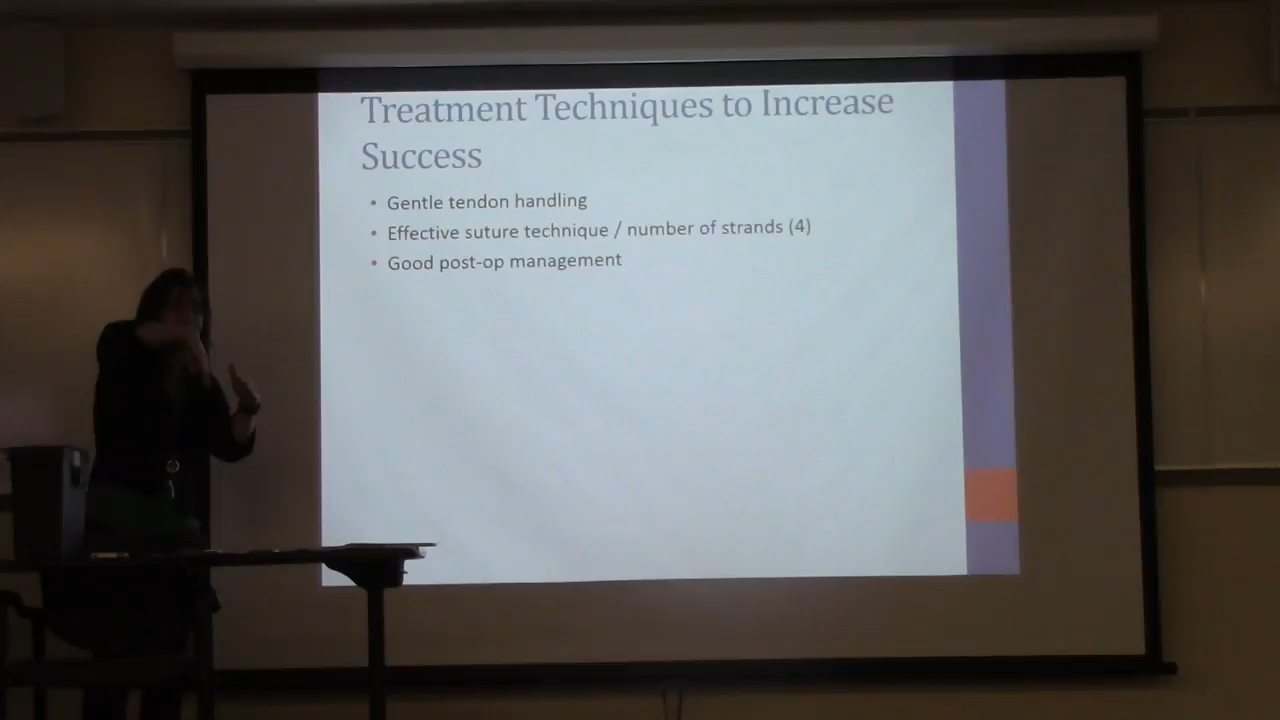 Treatment Techniques to Increase
Success
• Gentle tendon handling
• Effective suture technique / number of strands (4)
• Good post-op management